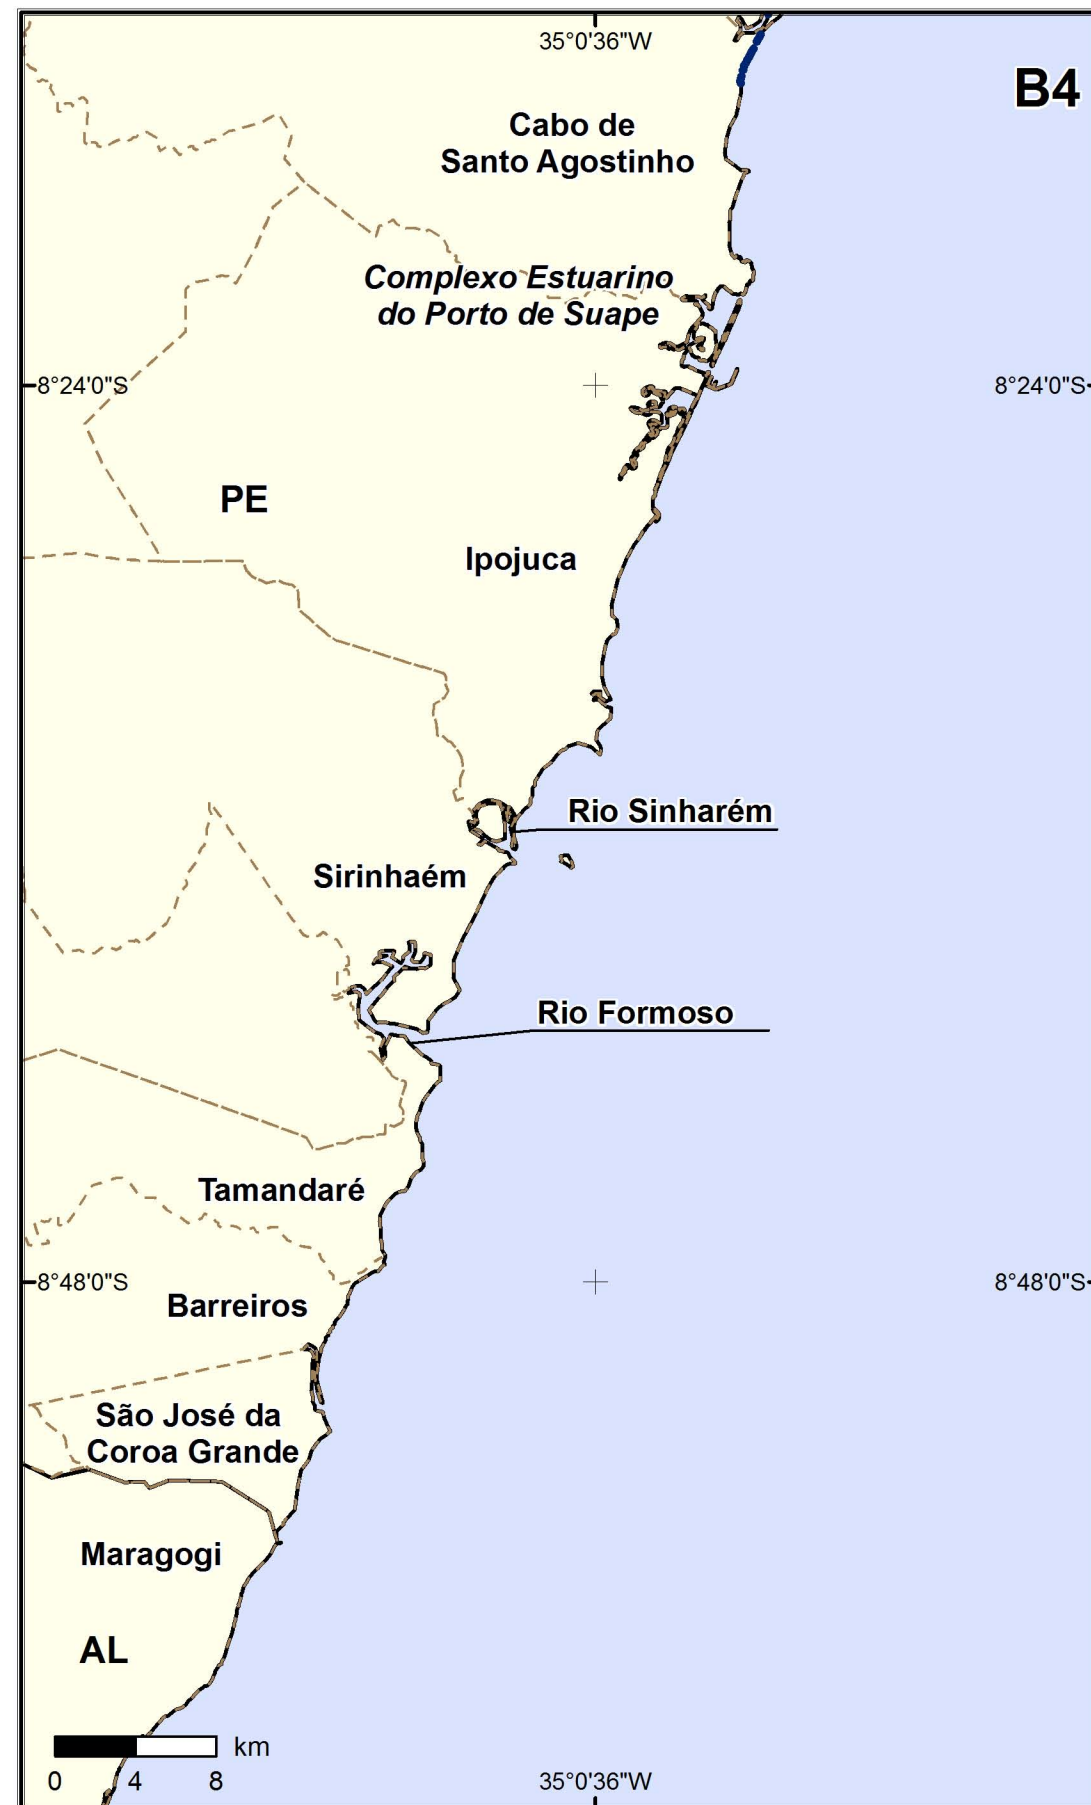 35°0'36"W
B4
Cabo de
Santo Agostinho
Complexo Estuarino
do Porto de Suape
8°24'0"S
8°24'0"S
PE
Ipojuca
Rio Sinharém
Sirinhaém
Rio Formoso
Tamandaré
8°48'0"S
8°48'0"S
Barreiros
São José da
Coroa Grande
Maragogi
AL
km
0 4 8
35°0'36"W